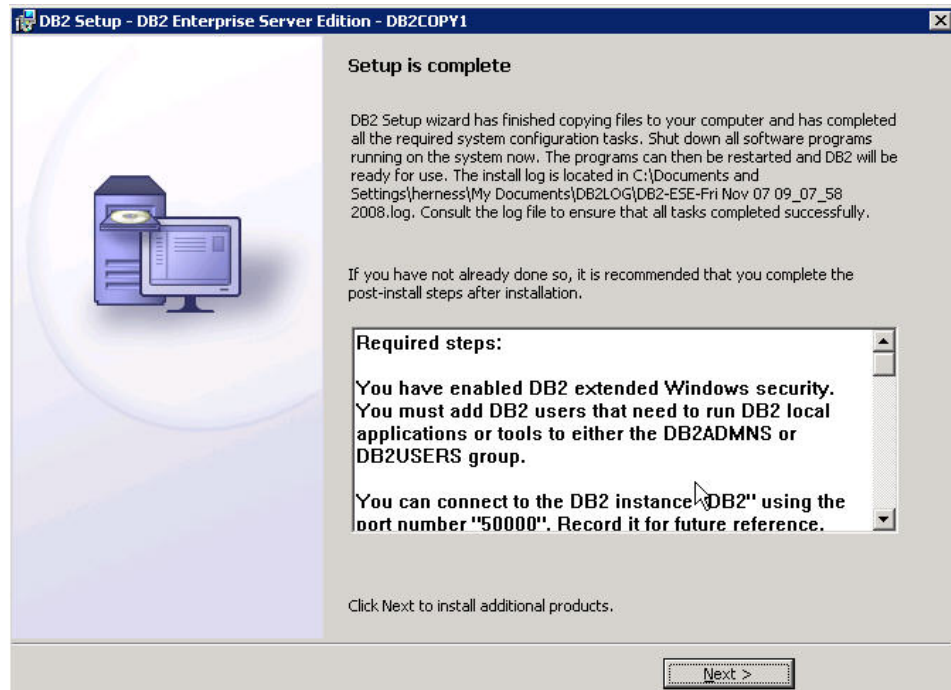 DB2 Setup - DB2 Enterprise Server Edition - DB2COPY1
Setup is complete
DB2 Setup wizard has finished copying files to your computer and has completed
all the required system configuration tasks. Shut down all software programs
running on the system now. The programs can then be restarted and DB2 will be
ready for use. The install log is located in C:\Documents and
Settings\herness\My Documents\DB2LOG\DB2-ESE-Fri Nov 07 09_07_58
2008.log. Consult the log file to ensure that all tasks completed successfully.
If you have not already done so, it is recommended that you complete the
post-install steps after installation.
Required steps:
You have enabled DB2 extended Windows security.
You must add DB2 users that need to run DB2 local
applications or tools to either the DB2ADMNS or
DB2USERS group.
You can connect to the DB2 instance "DB2" using the
port number "50000". Record it for future reference.
Click Next to install additional products.
Next >